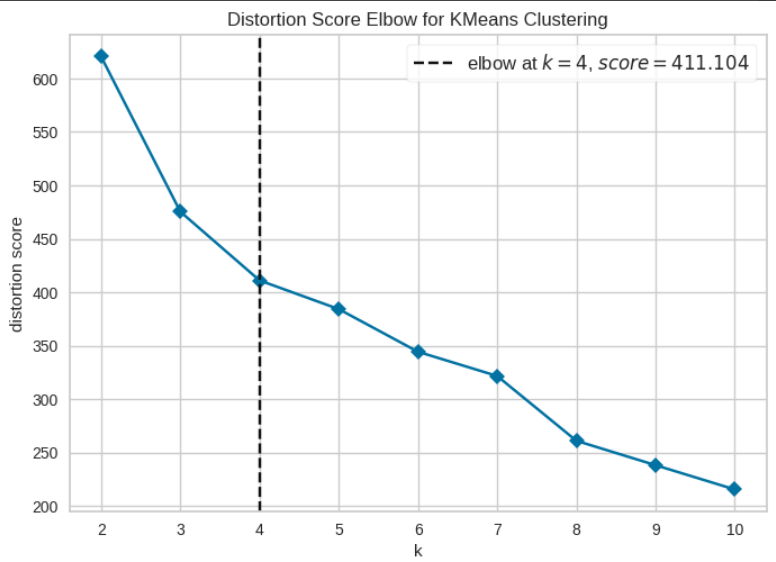 Distortion Score Elbow for KMeans Clustering
elbow at k = 4, score = 411.104
600
550
500
450
400
350
300
250
200
distortion score
2 3 4 5 6 7 8 9 10
k